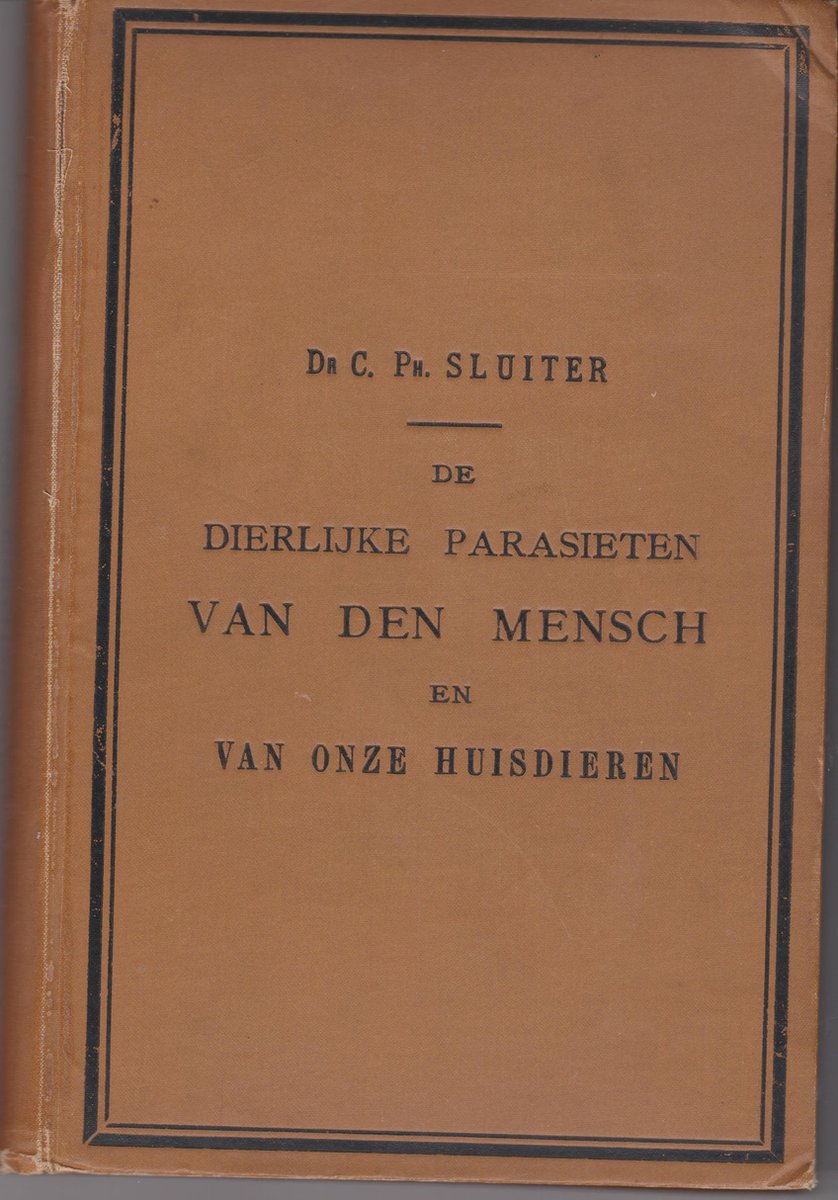 DR C. PH. SLUITER
DE
DIERLIJKE PARASIETEN
VAN DEN MENSCH
EN
VAN ONZE HUISDIEREN